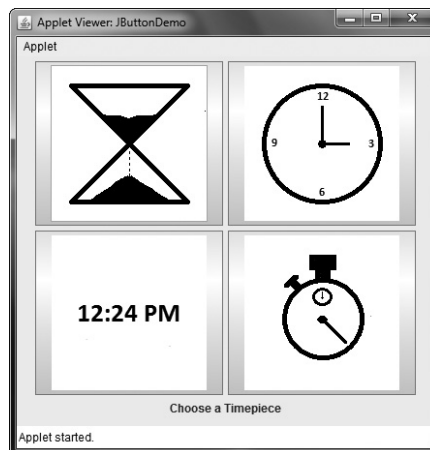 Applet Viewer: JButtonDemo
Applet
12
9 3
6
12:24 PM
Choose a Timepiece
Applet started.